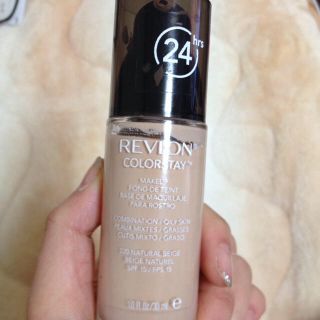 24 hrs
REVLON
COLORSTAY™
MAKEUP
FOND DE TEINT
BASE DE MAQUILLAJE
PARA ROSTRO
COMBINATION / OILY SKIN
PEAUX MIXTES / GRASSES
CUTIS MIXTO / GRASO
220 NATURAL BEIGE
BEIGE NATUREL
SPF 15 / FPS 15
1.0 fl oz/30 ml ℮